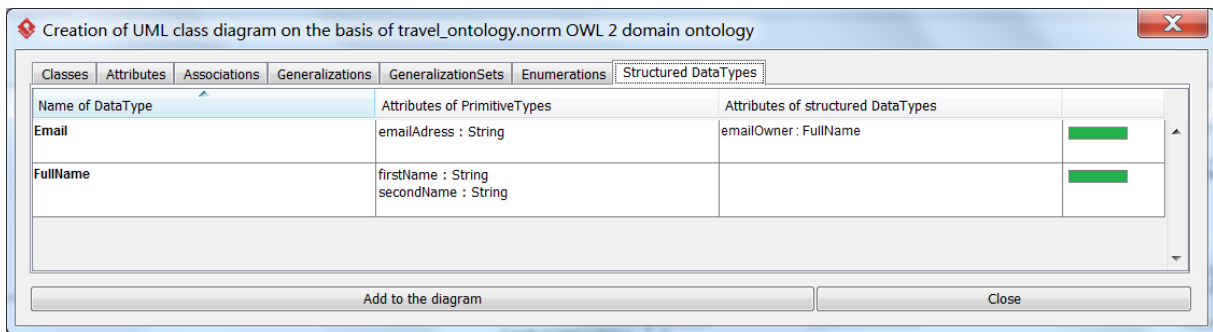 Creation of UML class diagram on the basis of travel_ontology.norm OWL 2 domain ontology
Classes Attributes Associations Generalizations GeneralizationSets Enumerations Structured DataTypes
Name of DataType Attributes of PrimitiveTypes Attributes of structured DataTypes
Email emailAdress : String emailOwner : FullName
FullName firstName : String
secondName : String
Add to the diagram Close